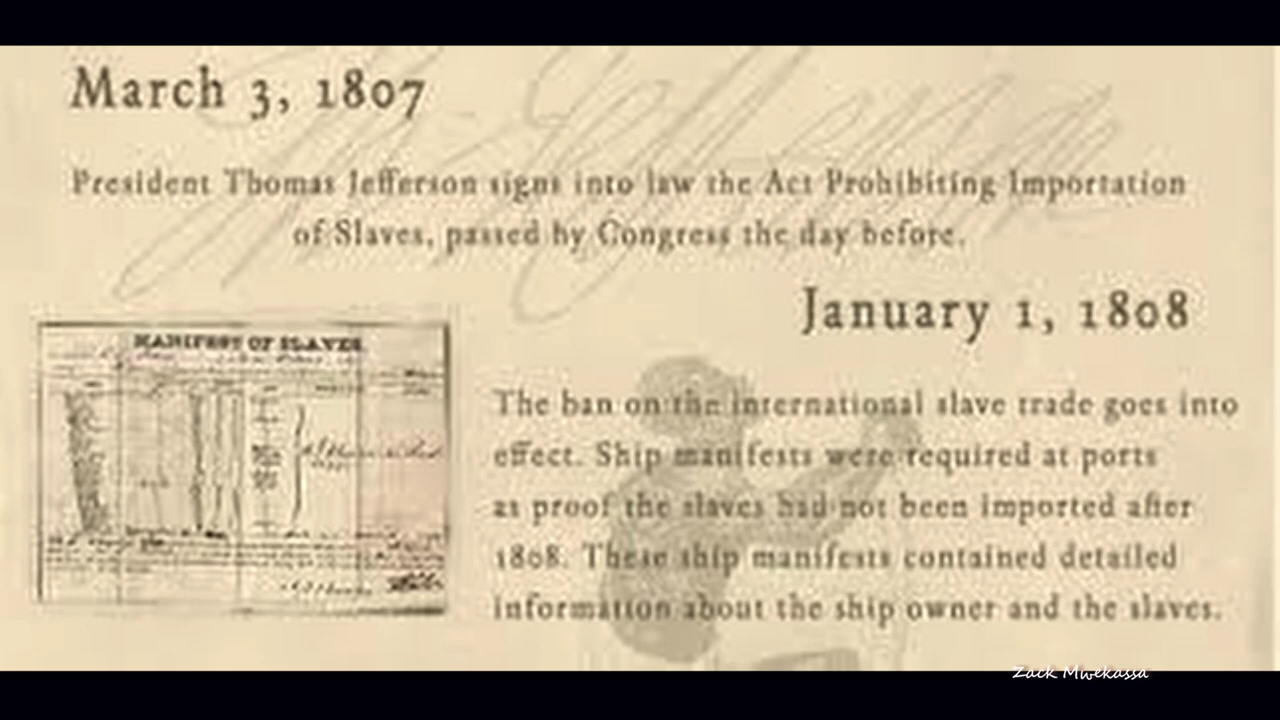 March 3, 1807
President Thomas Jefferson signs into law the Act Prohibiting Importation
of Slaves, passed by Congress the day before.
January 1, 1808
MANIFEST OF SLAVES
The ban on the international slave trade goes into
effect. Ship manifests were required at ports
as proof the slaves had not been imported after
1808. These ship manifests contained detailed
information about the ship owner and the slaves.
Zack Mwekassa